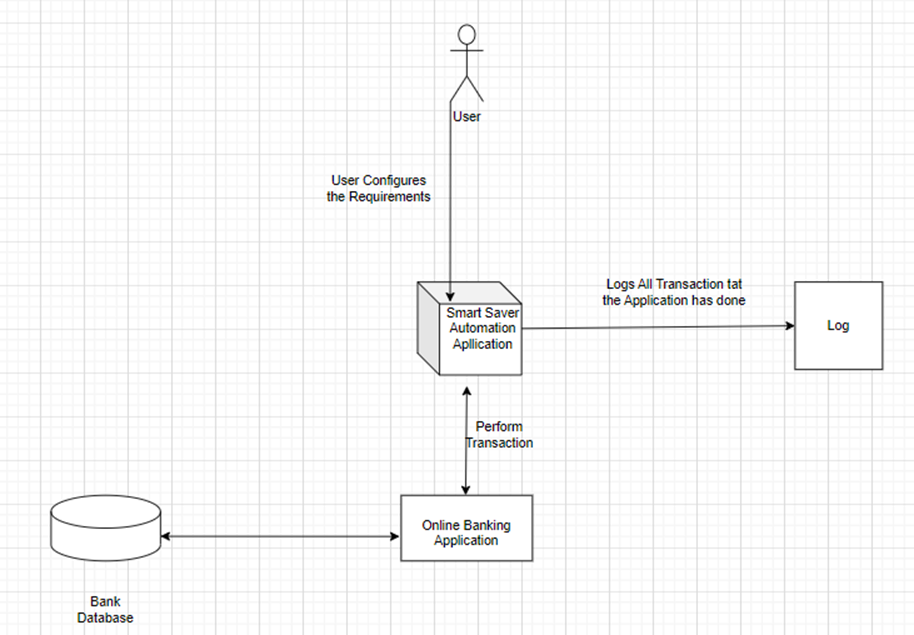 User
User Configures
the Requirements
Logs All Transaction tat
the Application has done
Smart Saver
Automation
Apllication
Log
Perform
Transaction
Online Banking
Application
Bank
Database